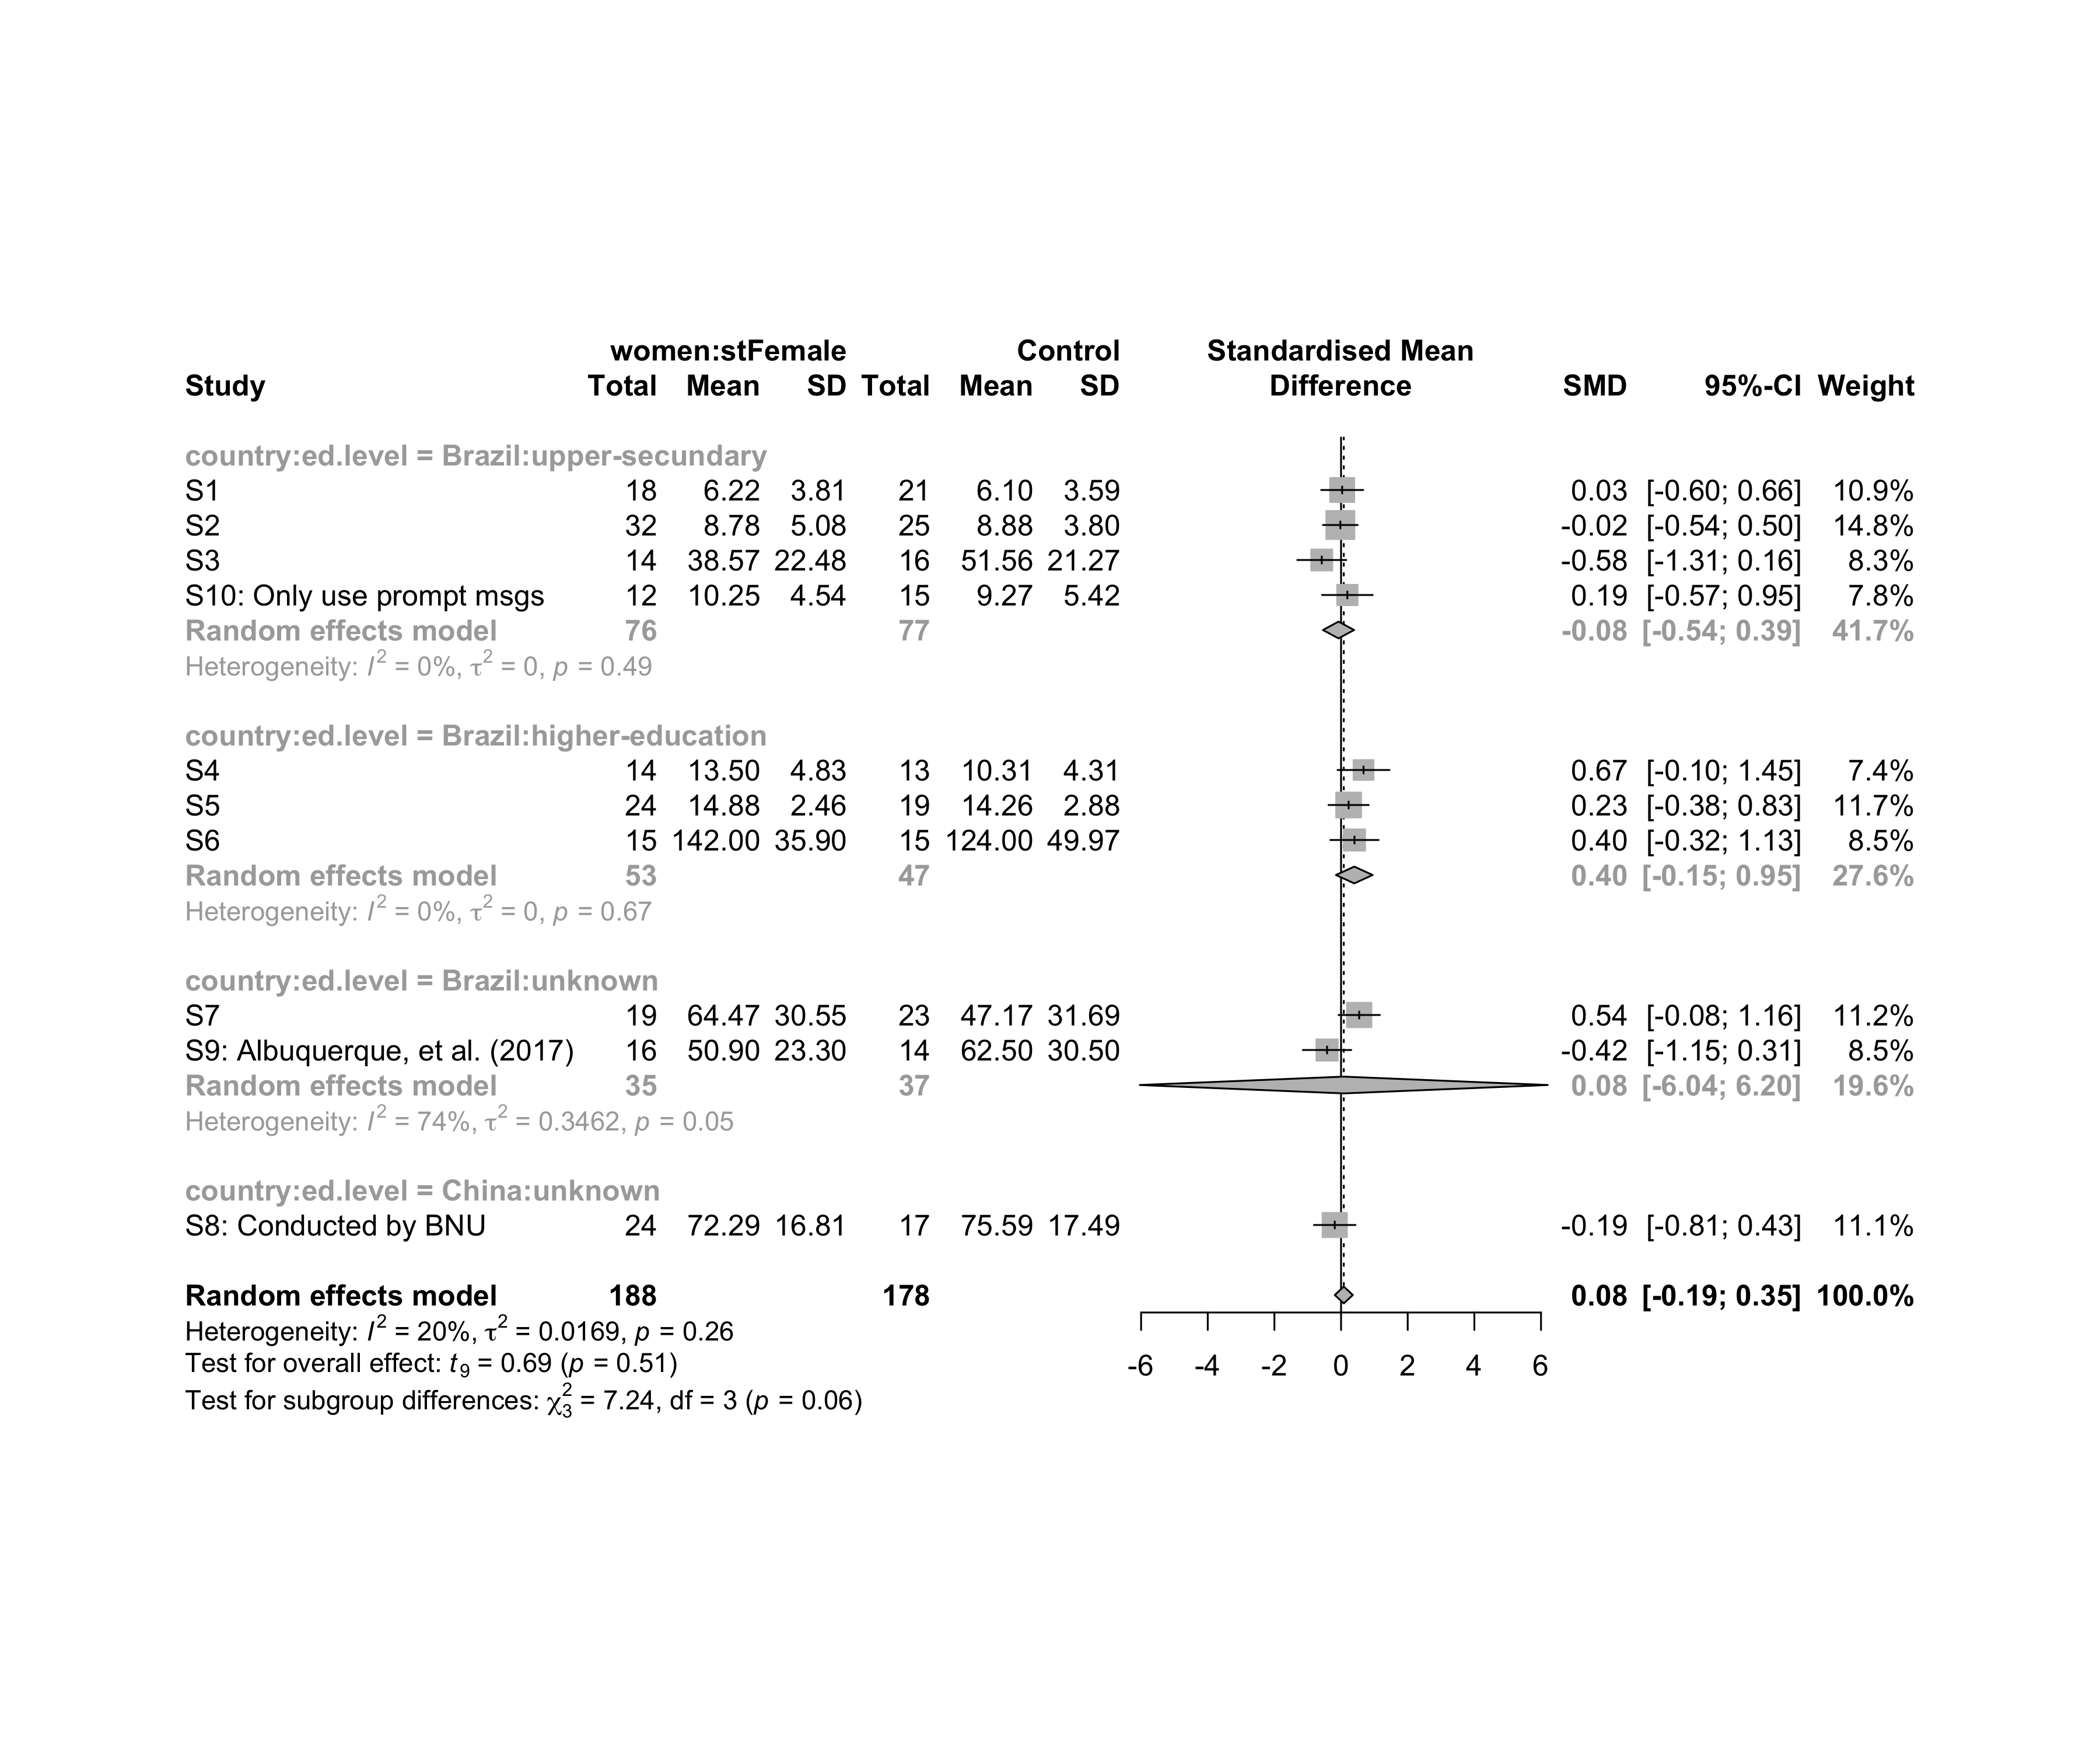 women:stFemale Control Standardised Mean
Study Total Mean SD Total Mean SD Difference SMD 95%-CI Weight
country:ed.level = Brazil:upper-secundary
S1 18 6.22 3.81 21 6.10 3.59 0.03 [-0.60; 0.66] 10.9%
S2 32 8.78 5.08 25 8.88 3.80 -0.02 [-0.54; 0.50] 14.8%
S3 14 38.57 22.48 16 51.56 21.27 -0.58 [-1.31; 0.16] 8.3%
S10: Only use prompt msgs 12 10.25 4.54 15 9.27 5.42 0.19 [-0.57; 0.95] 7.8%
Random effects model 76 77 -0.08 [-0.54; 0.39] 41.7%
Heterogeneity: I² = 0%, τ² = 0, p = 0.49
country:ed.level = Brazil:higher-education
S4 14 13.50 4.83 13 10.31 4.31 0.67 [-0.10; 1.45] 7.4%
S5 24 14.88 2.46 19 14.26 2.88 0.23 [-0.38; 0.83] 11.7%
S6 15 142.00 35.90 15 124.00 49.97 0.40 [-0.32; 1.13] 8.5%
Random effects model 53 47 0.40 [-0.15; 0.95] 27.6%
Heterogeneity: I² = 0%, τ² = 0, p = 0.67
country:ed.level = Brazil:unknown
S7 19 64.47 30.55 23 47.17 31.69 0.54 [-0.08; 1.16] 11.2%
S9: Albuquerque, et al. (2017) 16 50.90 23.30 14 62.50 30.50 -0.42 [-1.15; 0.31] 8.5%
Random effects model 35 37 0.08 [-6.04; 6.20] 19.6%
Heterogeneity: I² = 74%, τ² = 0.3462, p = 0.05
country:ed.level = China:unknown
S8: Conducted by BNU 24 72.29 16.81 17 75.59 17.49 -0.19 [-0.81; 0.43] 11.1%
Random effects model 188 178 0.08 [-0.19; 0.35] 100.0%
Heterogeneity: I² = 20%, τ² = 0.0169, p = 0.26
Test for overall effect: t₉ = 0.69 (p = 0.51)
-6 -4 -2 0 2 4 6
Test for subgroup differences: χ²₃ = 7.24, df = 3 (p = 0.06)